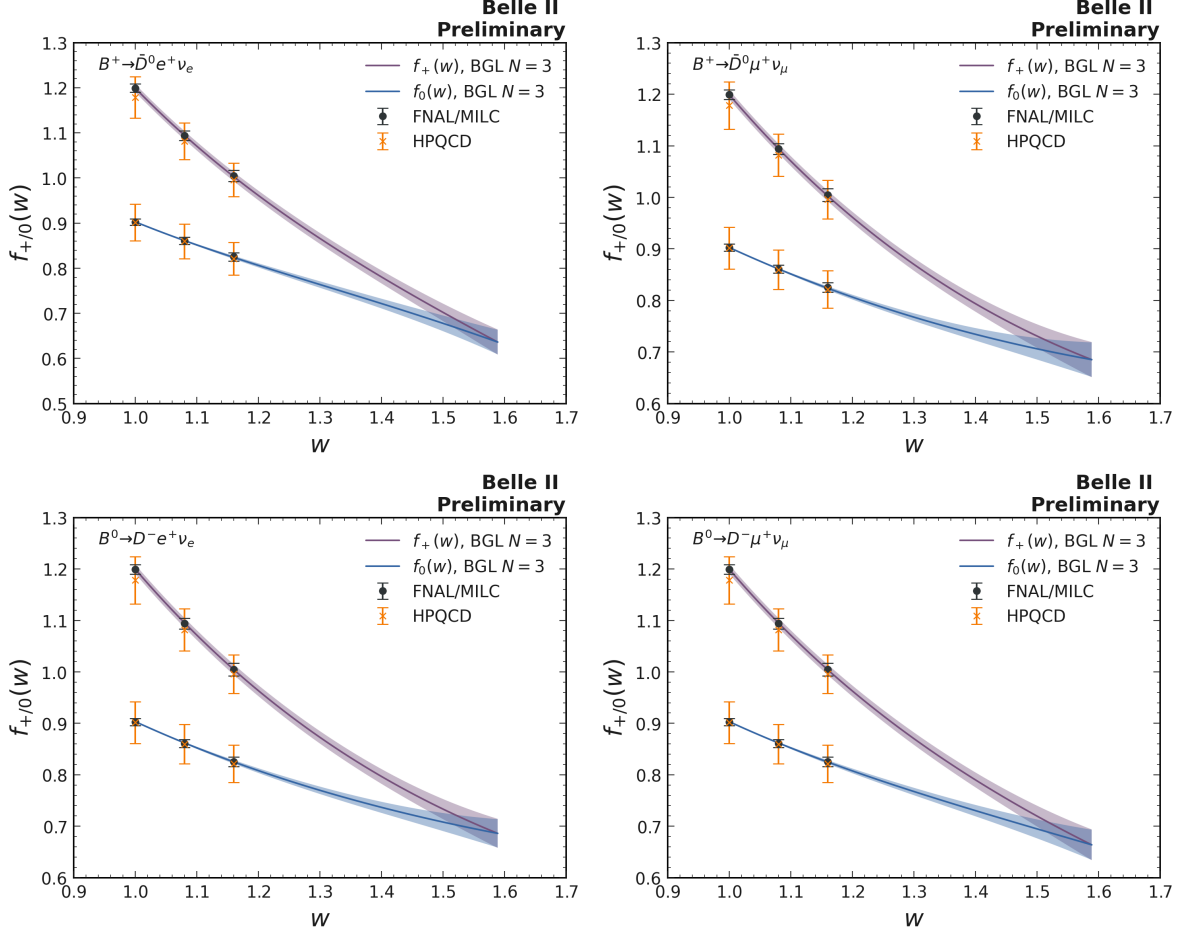 Belle II
Preliminary
B⁺→D̄⁰e⁺νₑ
f₊(w), BGL N = 3
f₀(w), BGL N = 3
FNAL/MILC
HPQCD
1.3
1.2
1.1
1.0
0.9
0.8
0.7
0.6
0.5
f₊/₀(w)
0.9 1.0 1.1 1.2 1.3 1.4 1.5 1.6 1.7
w
Belle II
Preliminary
B⁺→D̄⁰μ⁺ν_μ
f₊(w), BGL N = 3
f₀(w), BGL N = 3
FNAL/MILC
HPQCD
1.3
1.2
1.1
1.0
0.9
0.8
0.7
0.6
f₊/₀(w)
0.9 1.0 1.1 1.2 1.3 1.4 1.5 1.6 1.7
w
Belle II
Preliminary
B⁰→D⁻e⁺νₑ
f₊(w), BGL N = 3
f₀(w), BGL N = 3
FNAL/MILC
HPQCD
1.3
1.2
1.1
1.0
0.9
0.8
0.7
0.6
f₊/₀(w)
0.9 1.0 1.1 1.2 1.3 1.4 1.5 1.6 1.7
w
Belle II
Preliminary
B⁰→D⁻μ⁺ν_μ
f₊(w), BGL N = 3
f₀(w), BGL N = 3
FNAL/MILC
HPQCD
1.3
1.2
1.1
1.0
0.9
0.8
0.7
0.6
f₊/₀(w)
0.9 1.0 1.1 1.2 1.3 1.4 1.5 1.6 1.7
w